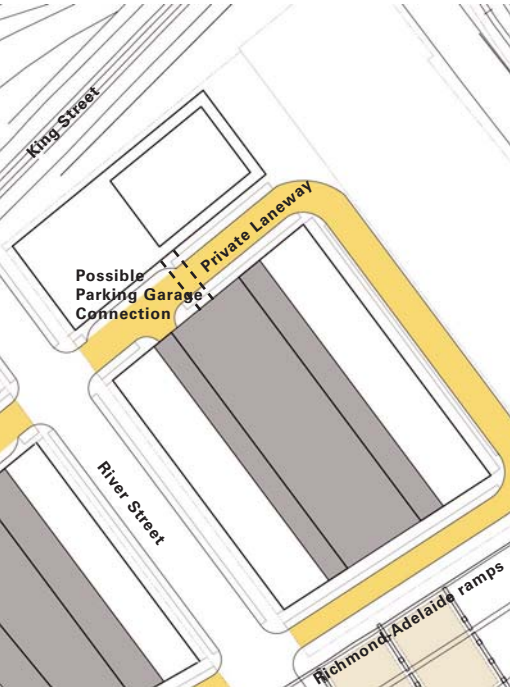 King Street
Private Laneway
Possible
Parking Garage
Connection
River Street
Richmond-Adelaide ramps